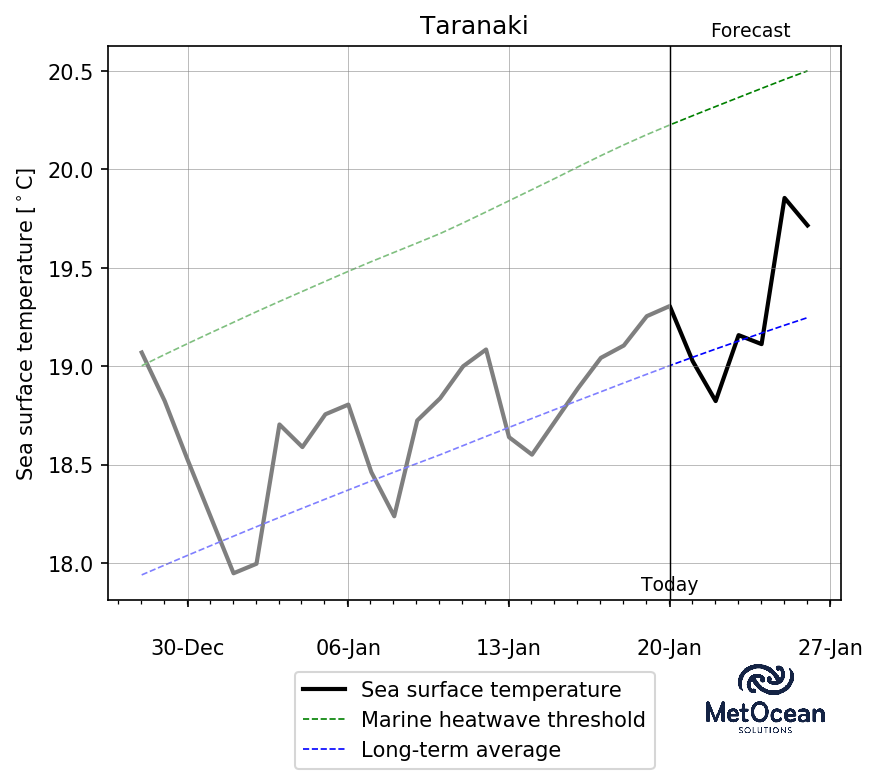 Taranaki
Forecast
Sea surface temperature [°C]
20.5
20.0
19.5
19.0
18.5
18.0
Today
30-Dec 06-Jan 13-Jan 20-Jan 27-Jan
Sea surface temperature
Marine heatwave threshold
Long-term average
MetOcean
SOLUTIONS